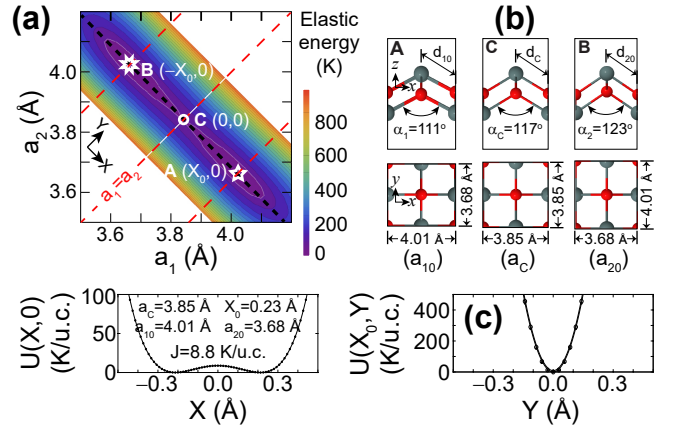 (a)
Elastic
energy
(K)
4.0
3.8
3.6
a₂ (Å)
3.6
3.8
4.0
a₁ (Å)
B (−X₀,0)
C (0,0)
A (X₀,0)
a₁=a₂
Y
X
800
600
400
200
0
(b)
A
C
B
d₁₀
d_C
d₂₀
z
x
α₁=111°
α_C=117°
α₂=123°
y
x
3.68 Å
3.85 Å
4.01 Å
4.01 Å
3.85 Å
3.68 Å
(a₁₀)
(a_C)
(a₂₀)
U(X,0)
(K/u.c.)
100
50
0
a_C=3.85 Å X₀=0.23 Å
a₁₀=4.01 Å a₂₀=3.68 Å
J=8.8 K/u.c.
−0.3 0.0 0.3
X (Å)
(c)
U(X₀,Y)
(K/u.c.)
400
200
0
−0.3 0.0 0.3
Y (Å)